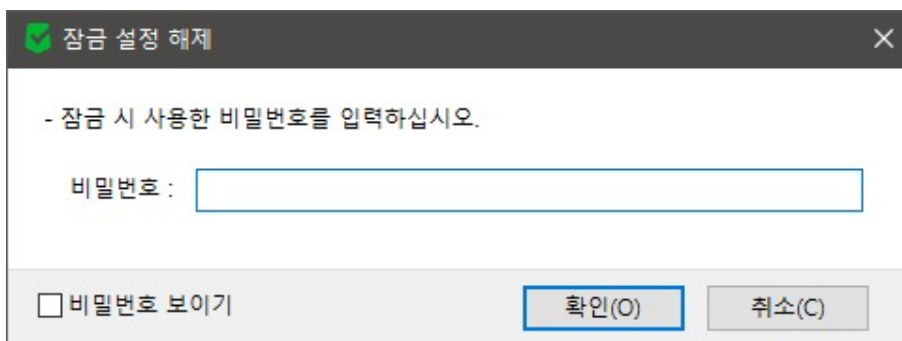 잠금 설정 해제
- 잠금 시 사용한 비밀번호를 입력하십시오.
비밀번호 :
비밀번호 보이기
확인(O)
취소(C)